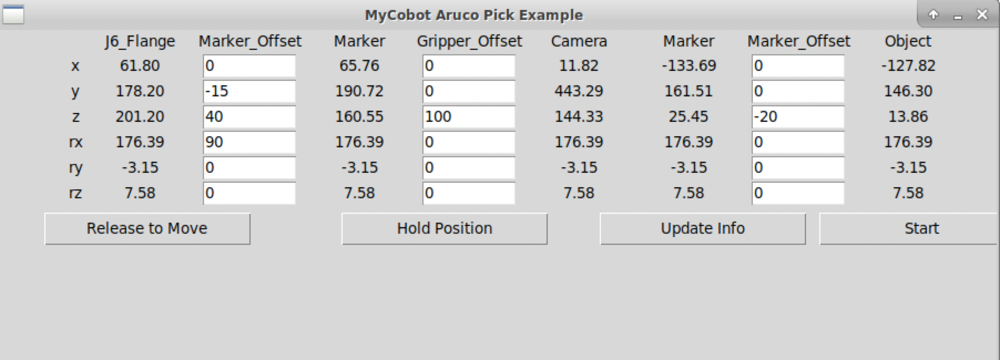 MyCobot Aruco Pick Example
J6_Flange Marker_Offset Marker Gripper_Offset Camera Marker Marker_Offset Object
x 61.80 0 65.76 0 11.82 -133.69 0 -127.82
y 178.20 -15 190.72 0 443.29 161.51 0 146.30
z 201.20 40 160.55 100 144.33 25.45 -20 13.86
rx 176.39 90 176.39 0 176.39 176.39 0 176.39
ry -3.15 0 -3.15 0 -3.15 -3.15 0 -3.15
rz 7.58 0 7.58 0 7.58 7.58 0 7.58
Release to Move Hold Position Update Info Start